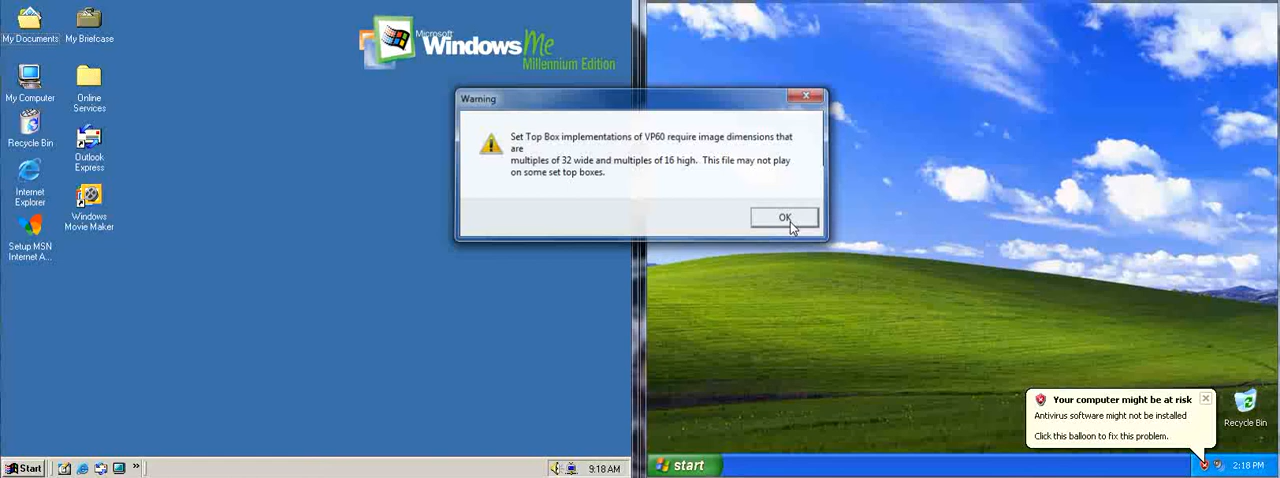 My Documents
My Briefcase
My Computer
Online
Services
Recycle Bin
Outlook
Express
Internet
Explorer
Windows
Movie Maker
Setup MSN
Internet A...
Microsoft
Windows Me
Millennium Edition
Warning
Set Top Box implementations of VP60 require image dimensions that
are
multiples of 32 wide and multiples of 16 high. This file may not play
on some set top boxes.
OK
Your computer might be at risk
Antivirus software might not be installed
Click this balloon to fix this problem.
Recycle Bin
Start
9:18 AM
start
2:18 PM